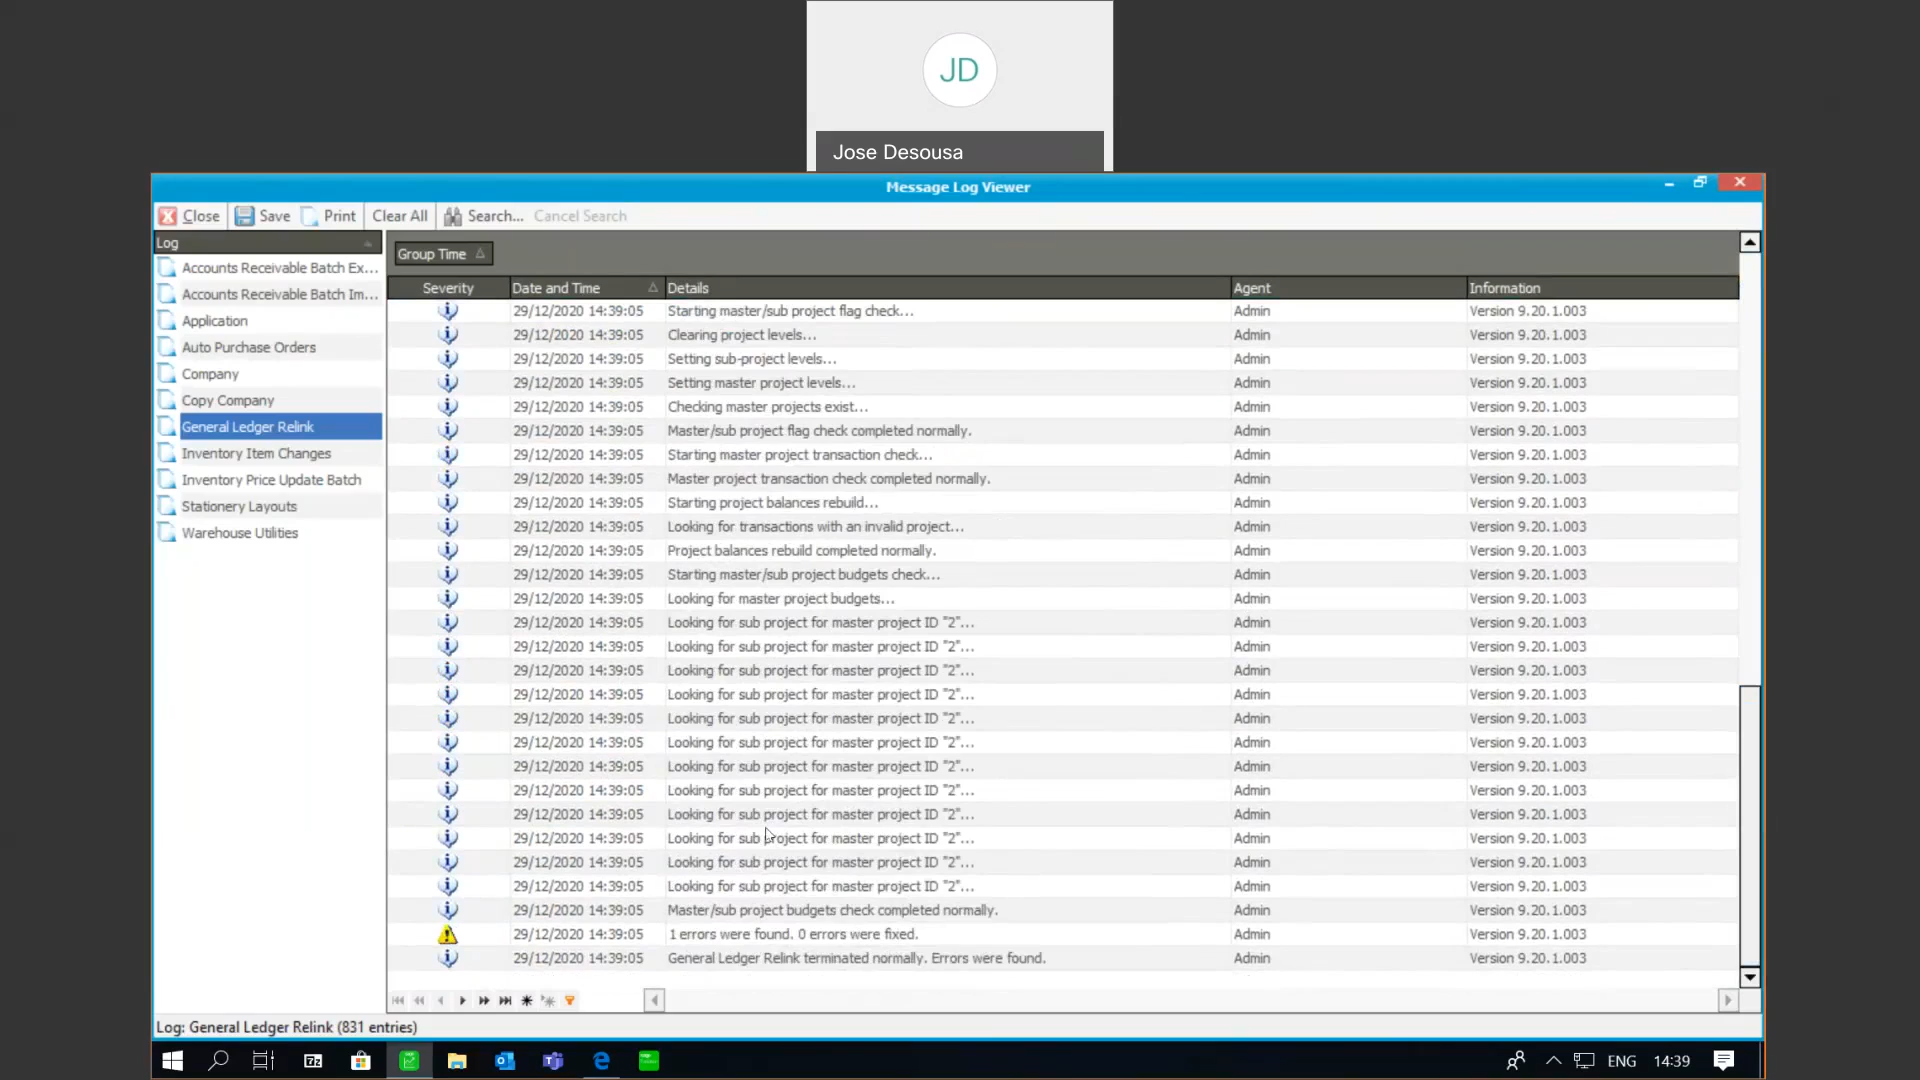 JD
Jose Desousa
Message Log Viewer
Close Save Print Clear All Search... Cancel Search
Log
Accounts Receivable Batch Ex...
Accounts Receivable Batch Im...
Application
Auto Purchase Orders
Company
Copy Company
General Ledger Relink
Inventory Item Changes
Inventory Price Update Batch
Stationery Layouts
Warehouse Utilities
Group Time
Severity Date and Time Details Agent Information
29/12/2020 14:39:05 Starting master/sub project flag check... Admin Version 9.20.1.003
29/12/2020 14:39:05 Clearing project levels... Admin Version 9.20.1.003
29/12/2020 14:39:05 Setting sub-project levels... Admin Version 9.20.1.003
29/12/2020 14:39:05 Setting master project levels... Admin Version 9.20.1.003
29/12/2020 14:39:05 Checking master projects exist... Admin Version 9.20.1.003
29/12/2020 14:39:05 Master/sub project flag check completed normally. Admin Version 9.20.1.003
29/12/2020 14:39:05 Starting master project transaction check... Admin Version 9.20.1.003
29/12/2020 14:39:05 Master project transaction check completed normally. Admin Version 9.20.1.003
29/12/2020 14:39:05 Starting project balances rebuild... Admin Version 9.20.1.003
29/12/2020 14:39:05 Looking for transactions with an invalid project... Admin Version 9.20.1.003
29/12/2020 14:39:05 Project balances rebuild completed normally. Admin Version 9.20.1.003
29/12/2020 14:39:05 Starting master/sub project budgets check... Admin Version 9.20.1.003
29/12/2020 14:39:05 Looking for master project budgets... Admin Version 9.20.1.003
29/12/2020 14:39:05 Looking for sub project for master project ID "2"... Admin Version 9.20.1.003
29/12/2020 14:39:05 Looking for sub project for master project ID "2"... Admin Version 9.20.1.003
29/12/2020 14:39:05 Looking for sub project for master project ID "2"... Admin Version 9.20.1.003
29/12/2020 14:39:05 Looking for sub project for master project ID "2"... Admin Version 9.20.1.003
29/12/2020 14:39:05 Looking for sub project for master project ID "2"... Admin Version 9.20.1.003
29/12/2020 14:39:05 Looking for sub project for master project ID "2"... Admin Version 9.20.1.003
29/12/2020 14:39:05 Looking for sub project for master project ID "2"... Admin Version 9.20.1.003
29/12/2020 14:39:05 Looking for sub project for master project ID "2"... Admin Version 9.20.1.003
29/12/2020 14:39:05 Looking for sub project for master project ID "2"... Admin Version 9.20.1.003
29/12/2020 14:39:05 Looking for sub project for master project ID "2"... Admin Version 9.20.1.003
29/12/2020 14:39:05 Looking for sub project for master project ID "2"... Admin Version 9.20.1.003
29/12/2020 14:39:05 Looking for sub project for master project ID "2"... Admin Version 9.20.1.003
29/12/2020 14:39:05 Master/sub project budgets check completed normally. Admin Version 9.20.1.003
29/12/2020 14:39:05 1 errors were found. 0 errors were fixed. Admin Version 9.20.1.003
29/12/2020 14:39:05 General Ledger Relink terminated normally. Errors were found. Admin Version 9.20.1.003
Log: General Ledger Relink (831 entries)
ENG 14:39